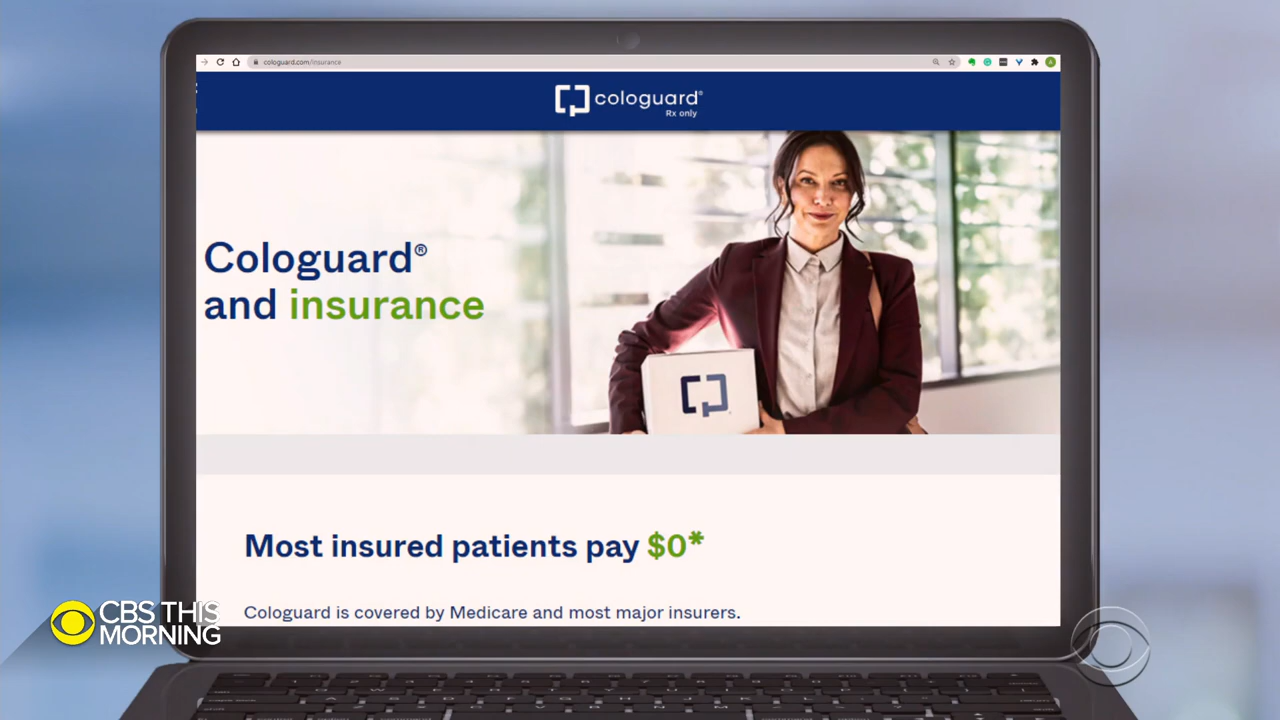 cologuard.com/insurance
cologuard®
Rx only
Cologuard®
and insurance
Most insured patients pay $0*
Cologuard is covered by Medicare and most major insurers.
CBS THIS
MORNING